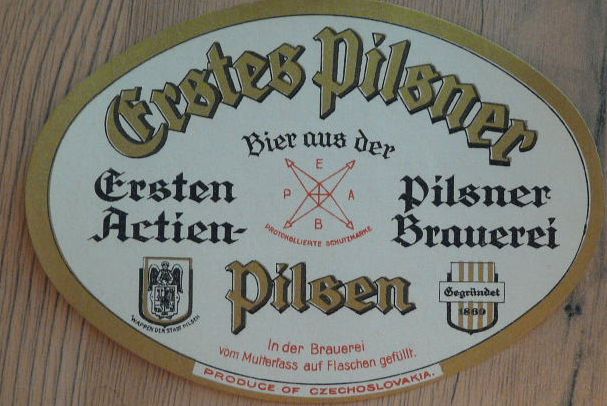 Erstes Pilsner
Bier aus der
Ersten Pilsner
Actien- Brauerei
E
P A
B
PROTOKOLLIERTE SCHUTZMARKE
Pilsen
WAPPEN DER STADT PILSEN
Gegründet
1869
In der Brauerei
vom Mutterfass auf Flaschen gefüllt.
PRODUCE OF CZECHOSLOVAKIA.